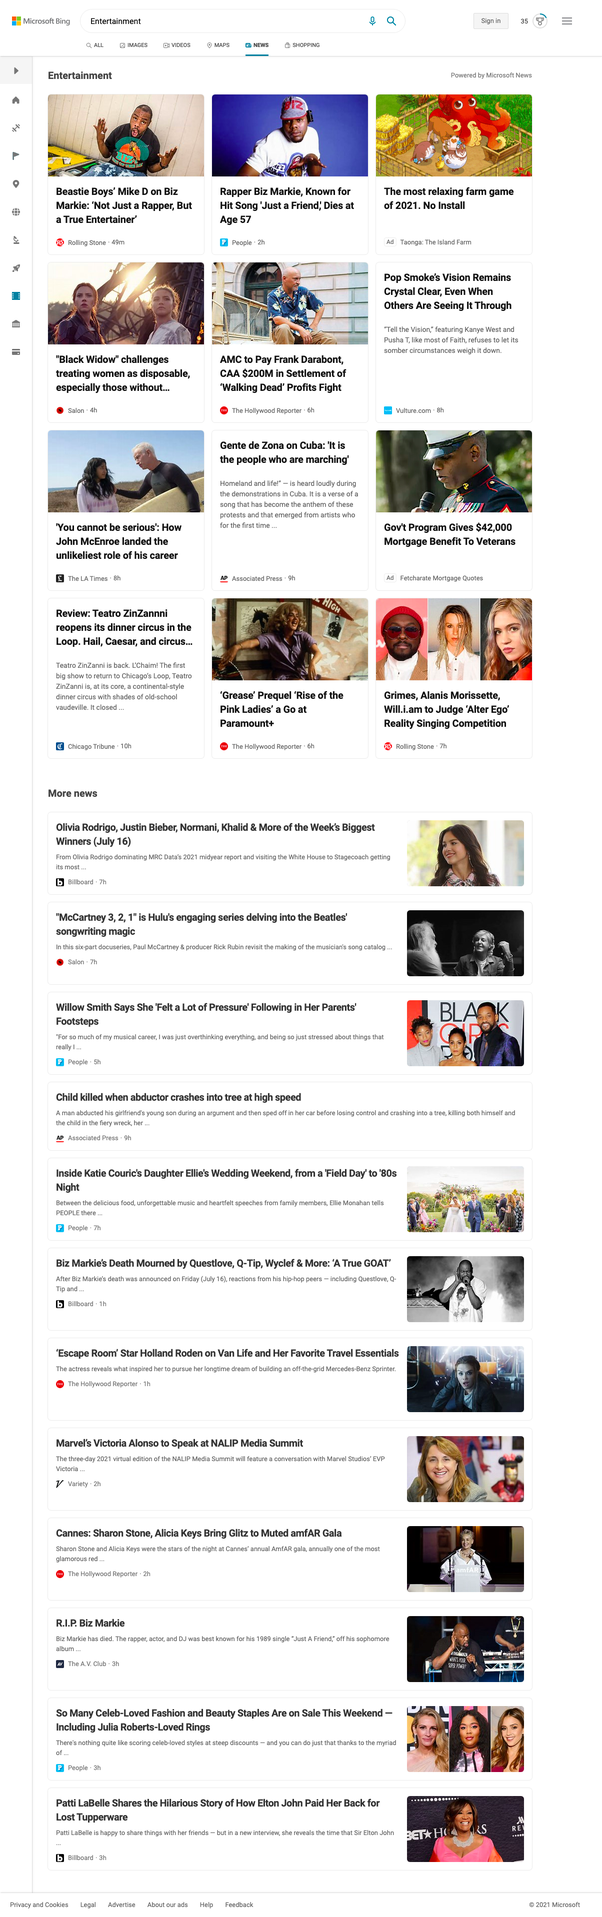 Microsoft Bing
Entertainment
Sign in
35
ALL
IMAGES
VIDEOS
MAPS
NEWS
SHOPPING
Entertainment
Powered by Microsoft News
Beastie Boys' Mike D on Biz
Markie: 'Not Just a Rapper, But
a True Entertainer'
Rolling Stone · 49m
Rapper Biz Markie, Known for
Hit Song 'Just a Friend,' Dies at
Age 57
People · 2h
The most relaxing farm game
of 2021. No Install
Ad Taonga: The Island Farm
"Black Widow" challenges
treating women as disposable,
especially those without...
Salon · 4h
AMC to Pay Frank Darabont,
CAA $200M in Settlement of
'Walking Dead' Profits Fight
The Hollywood Reporter · 6h
Pop Smoke's Vision Remains
Crystal Clear, Even When
Others Are Seeing It Through
"Tell the Vision," featuring Kanye West and
Pusha T, like most of Faith, refuses to let its
somber circumstances weigh it down.
Vulture.com · 8h
'You cannot be serious': How
John McEnroe landed the
unlikeliest role of his career
The LA Times · 8h
Gente de Zona on Cuba: 'It is
the people who are marching'
Homeland and life!" — is heard loudly during
the demonstrations in Cuba. It is a verse of a
song that has become the anthem of these
protests and that emerged from artists who
for the first time ...
AP Associated Press · 9h
Gov't Program Gives $42,000
Mortgage Benefit To Veterans
Ad Fetcharate Mortgage Quotes
Review: Teatro ZinZannni
reopens its dinner circus in the
Loop. Hail, Caesar, and circus...
Teatro ZinZanni is back. L'Chaim! The first
big show to return to Chicago's Loop, Teatro
ZinZanni is, at its core, a continental-style
dinner circus with shades of old-school
vaudeville. It closed ...
Chicago Tribune · 10h
'Grease' Prequel 'Rise of the
Pink Ladies' a Go at
Paramount+
The Hollywood Reporter · 6h
Grimes, Alanis Morissette,
Will.i.am to Judge 'Alter Ego'
Reality Singing Competition
Rolling Stone · 7h
More news
Olivia Rodrigo, Justin Bieber, Normani, Khalid & More of the Week's Biggest
Winners (July 16)
From Olivia Rodrigo dominating MRC Data's 2021 midyear report and visiting the White House to Stagecoach getting
its most ...
Billboard · 7h
"McCartney 3, 2, 1" is Hulu's engaging series delving into the Beatles'
songwriting magic
In this six-part docuseries, Paul McCartney & producer Rick Rubin revisit the making of the musician's song catalog ...
Salon · 7h
Willow Smith Says She 'Felt a Lot of Pressure' Following in Her Parents'
Footsteps
"For so much of my musical career, I was just overthinking everything, and being so just stressed about things that
really I ...
People · 5h
Child killed when abductor crashes into tree at high speed
A man abducted his girlfriend's young son during an argument and then sped off in her car before losing control and crashing into a tree, killing both himself and
the child in the fiery wreck, her ...
AP Associated Press · 9h
Inside Katie Couric's Daughter Ellie's Wedding Weekend, from a 'Field Day' to '80s
Night
Between the delicious food, unforgettable music and heartfelt speeches from family members, Ellie Monahan tells
PEOPLE there ...
People · 7h
Biz Markie's Death Mourned by Questlove, Q-Tip, Wyclef & More: 'A True GOAT'
After Biz Markie's death was announced on Friday (July 16), reactions from his hip-hop peers — including Questlove, Q-
Tip and ...
Billboard · 1h
'Escape Room' Star Holland Roden on Van Life and Her Favorite Travel Essentials
The actress reveals what inspired her to pursue her longtime dream of building an off-the-grid Mercedes-Benz Sprinter.
The Hollywood Reporter · 1h
Marvel's Victoria Alonso to Speak at NALIP Media Summit
The three-day 2021 virtual edition of the NALIP Media Summit will feature a conversation with Marvel Studios' EVP
Victoria ...
Variety · 2h
Cannes: Sharon Stone, Alicia Keys Bring Glitz to Muted amfAR Gala
Sharon Stone and Alicia Keys were the stars of the night at Cannes' annual AmfAR gala, annually one of the most
glamorous red ...
The Hollywood Reporter · 2h
R.I.P. Biz Markie
Biz Markie has died. The rapper, actor, and DJ was best known for his 1989 single "Just A Friend," off his sophomore
album ...
The A.V. Club · 3h
So Many Celeb-Loved Fashion and Beauty Staples Are on Sale This Weekend —
Including Julia Roberts-Loved Rings
There's nothing quite like scoring celeb-loved styles at steep discounts — and you can do just that thanks to the myriad
of ...
People · 3h
Patti LaBelle Shares the Hilarious Story of How Elton John Paid Her Back for
Lost Tupperware
Patti LaBelle is happy to share things with her friends — but in a new interview, she reveals the time that Sir Elton John
...
Billboard · 3h
Privacy and Cookies
Legal
Advertise
About our ads
Help
Feedback
© 2021 Microsoft